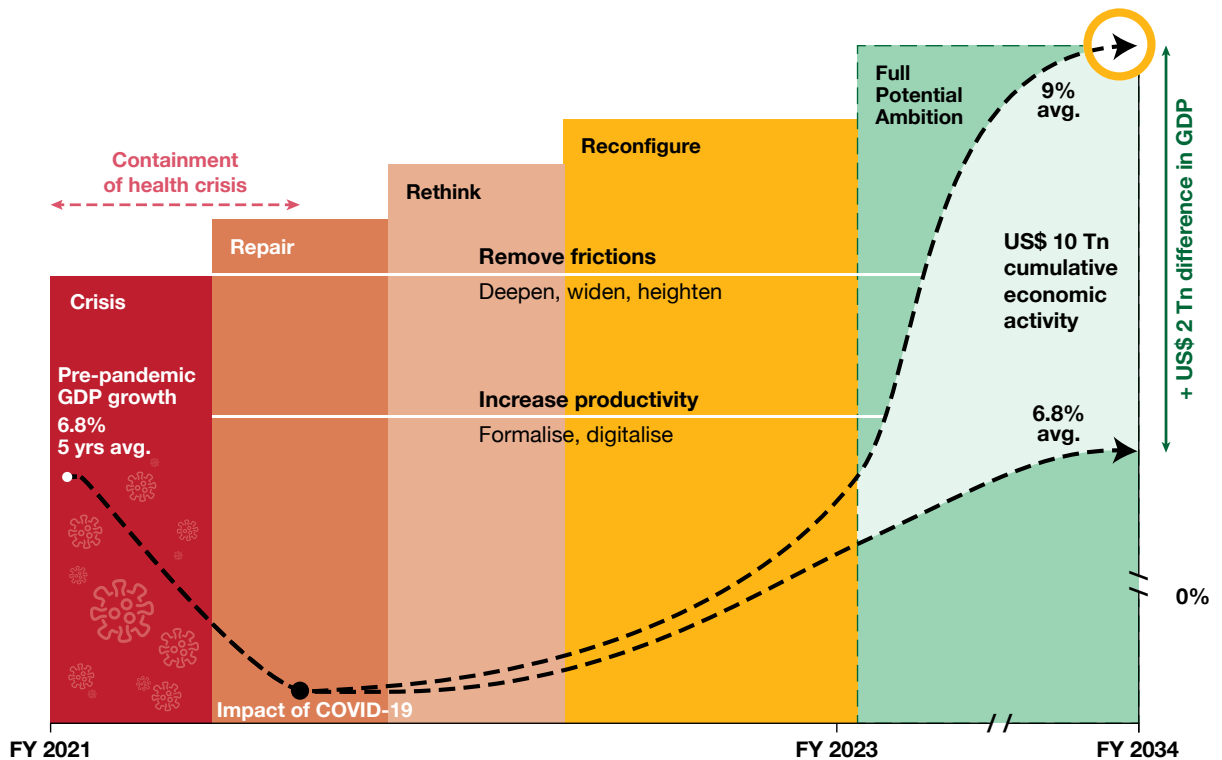 Containment
of health crisis
Crisis
Pre-pandemic
GDP growth
6.8%
5 yrs avg.
Repair
Impact of COVID-19
Rethink
Reconfigure
Remove frictions
Deepen, widen, heighten
Increase productivity
Formalise, digitalise
Full
Potential
Ambition
9%
avg.
US$ 10 Tn
cumulative
economic
activity
6.8%
avg.
+ US$ 2 Tn difference in GDP
0%
FY 2021
FY 2023
FY 2034